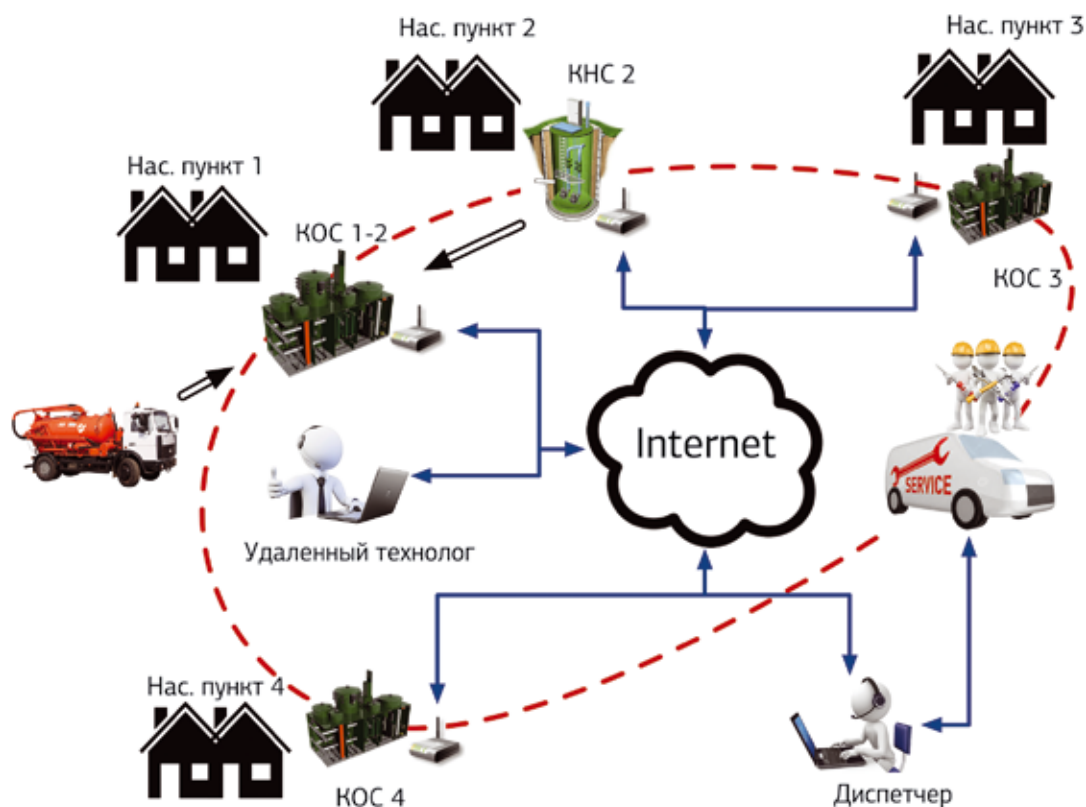 Нас. пункт 2
Нас. пункт 3
КНС 2
Нас. пункт 1
КОС 1-2
КОС 3
Internet
SERVICE
Удаленный технолог
Нас. пункт 4
КОС 4
Диспетчер